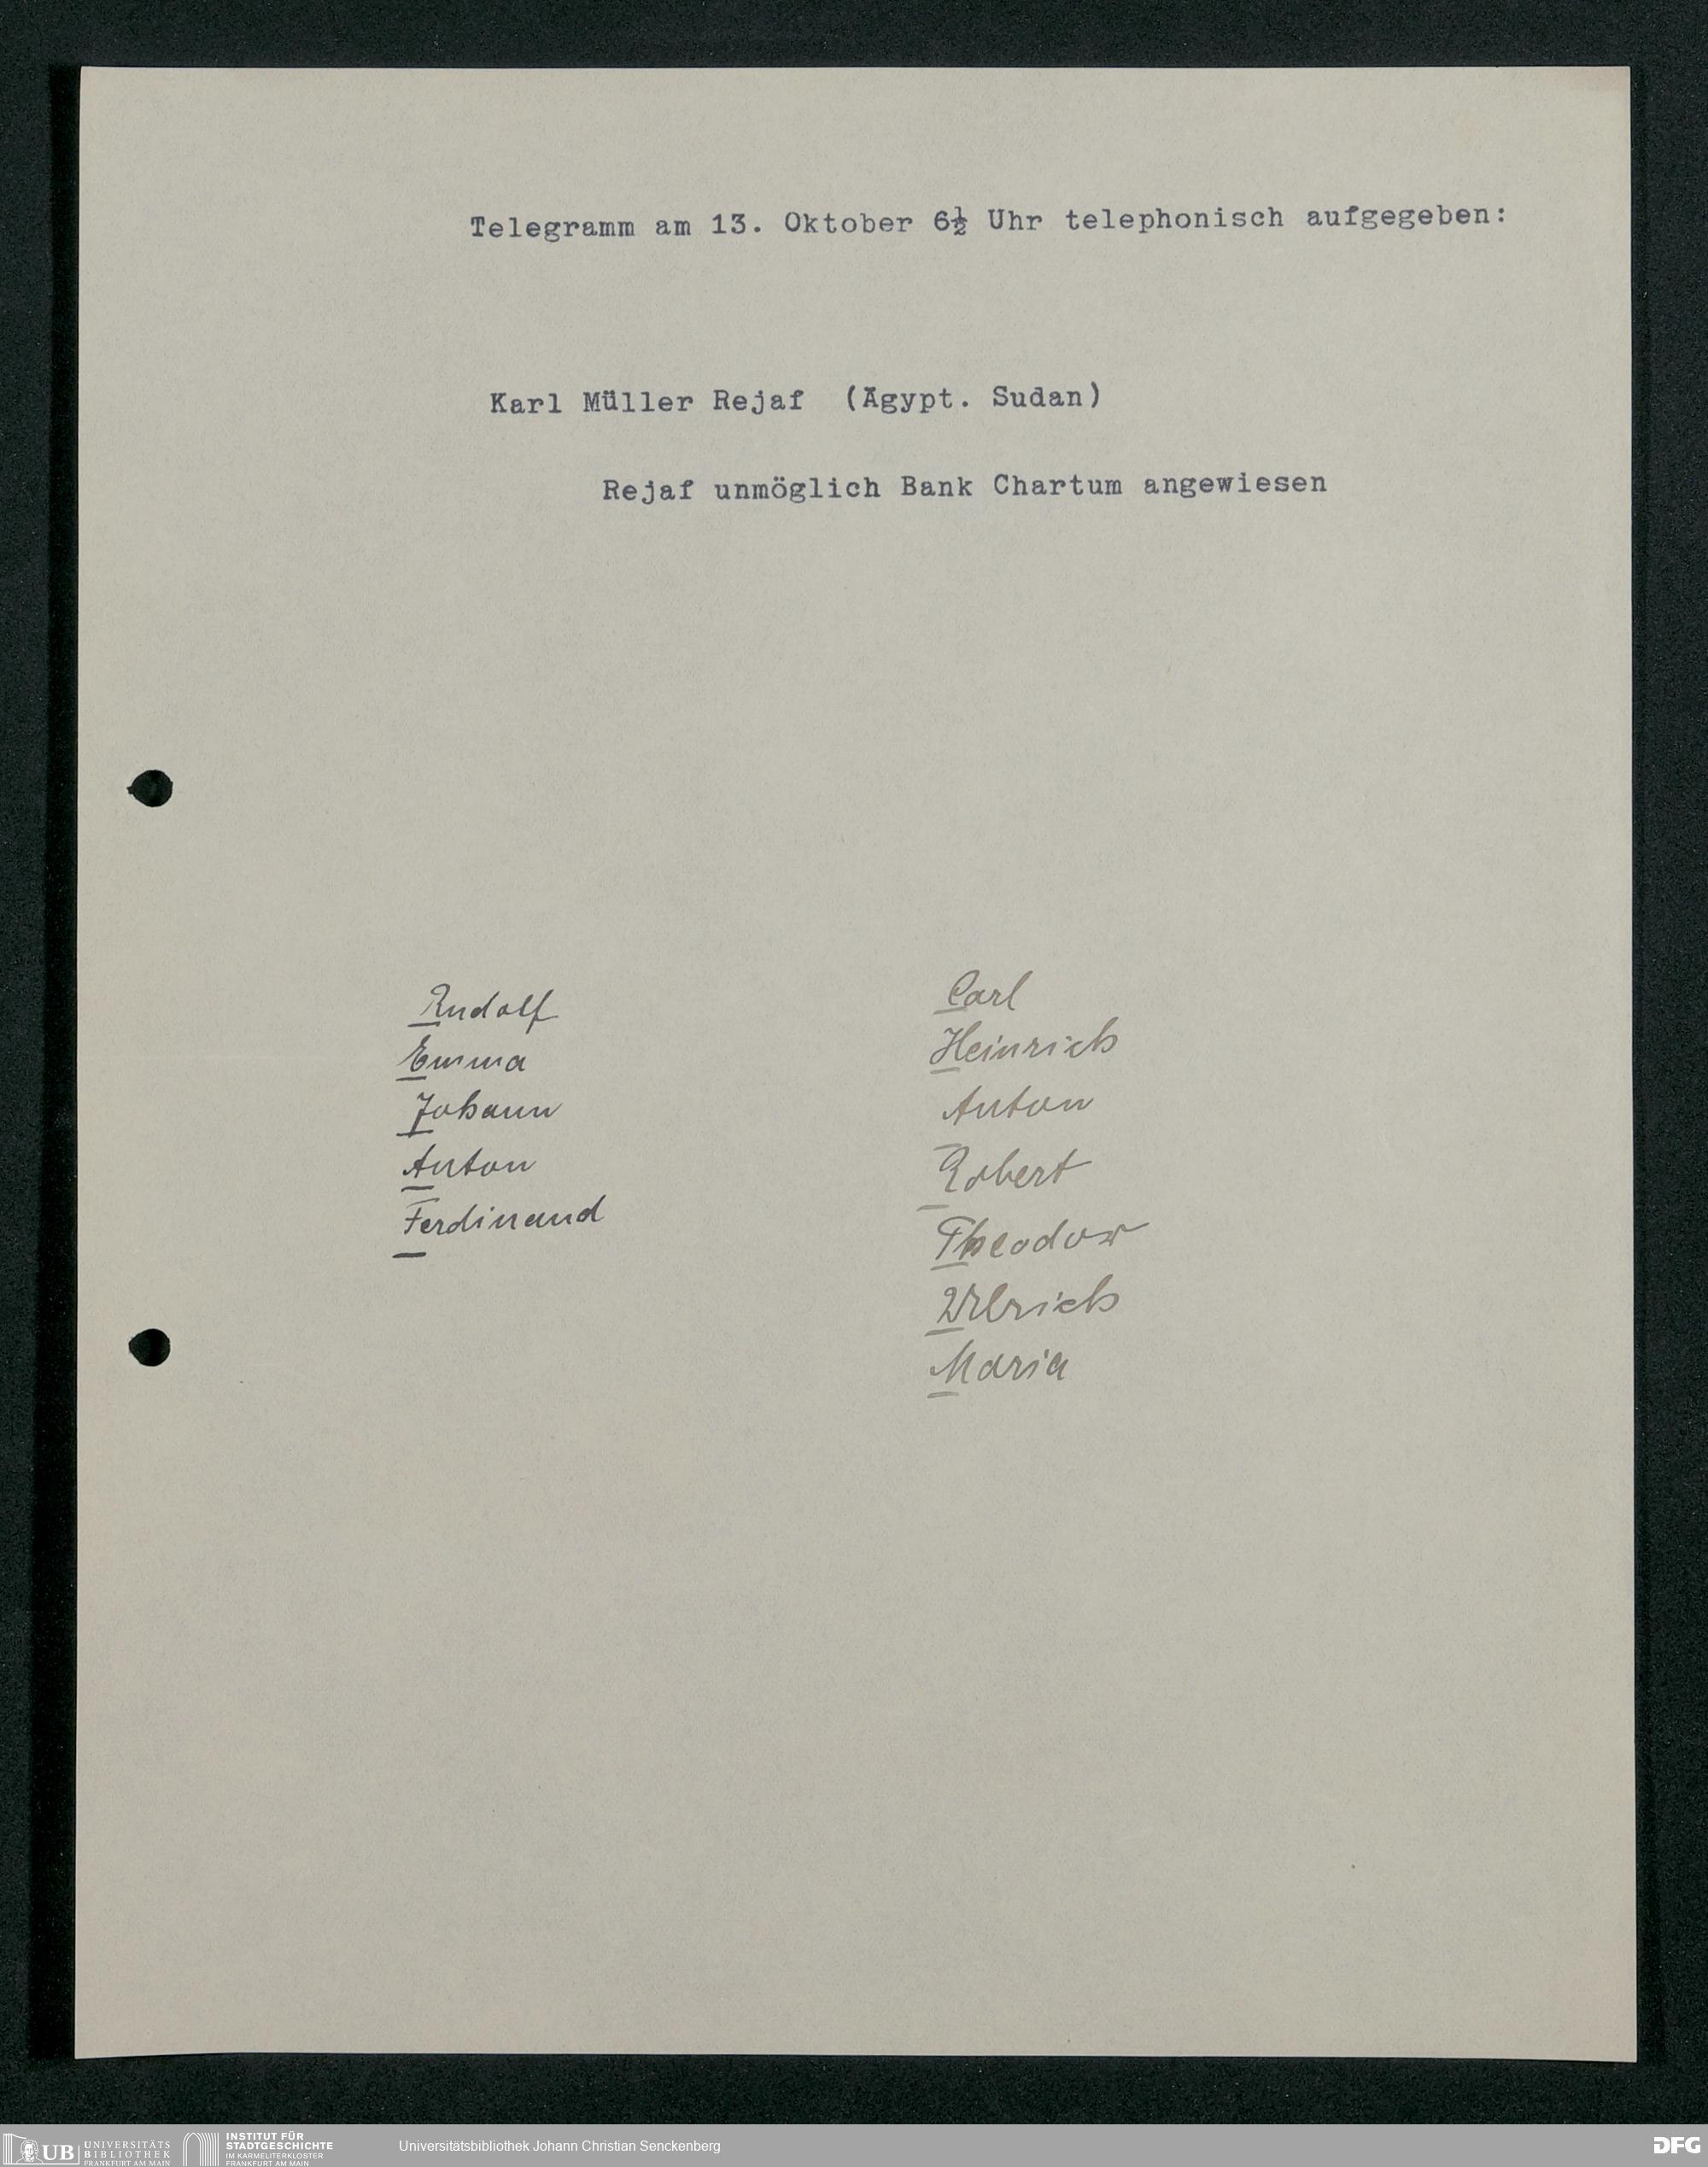 Telegramm am 13. Oktober 6½ Uhr telephonisch aufgegeben:
Karl Müller Rejaf (Ägypt. Sudan)
Rejaf unmöglich Bank Chartum angewiesen
Rudolf
Emma
Johann
Anton
Ferdinand
Carl
Heinrich
Anton
Robert
Theodor
Ulrich
Maria
UB UNIVERSITÄTS
BIBLIOTHEK
FRANKFURT AM MAIN
INSTITUT FÜR
STADTGESCHICHTE
IM KARMELITERKLOSTER
FRANKFURT AM MAIN
Universitätsbibliothek Johann Christian Senckenberg
DFG